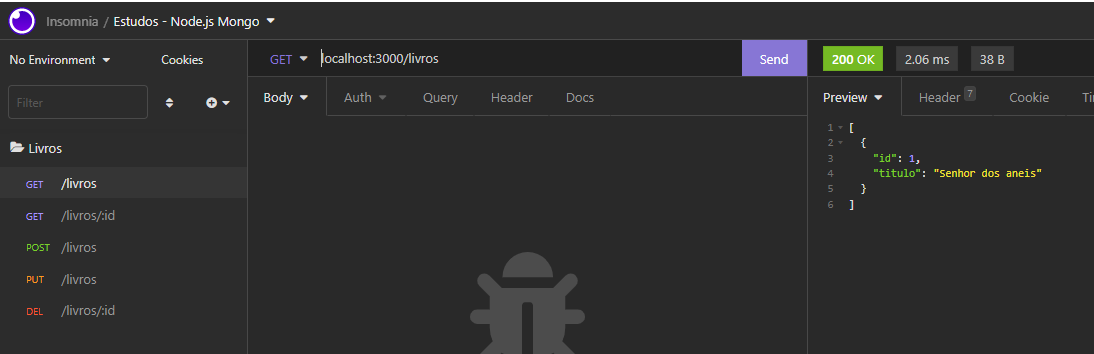 Insomnia / Estudos - Node.js Mongo
No Environment Cookies
GET localhost:3000/livros Send 200 OK 2.06 ms 38 B
Filter
Body Auth Query Header Docs
Preview Header 7 Cookie
Livros
GET /livros
GET /livros/:id
POST /livros
PUT /livros
DEL /livros/:id
1 [
2 {
3 "id": 1,
4 "titulo": "Senhor dos aneis"
5 }
6 ]